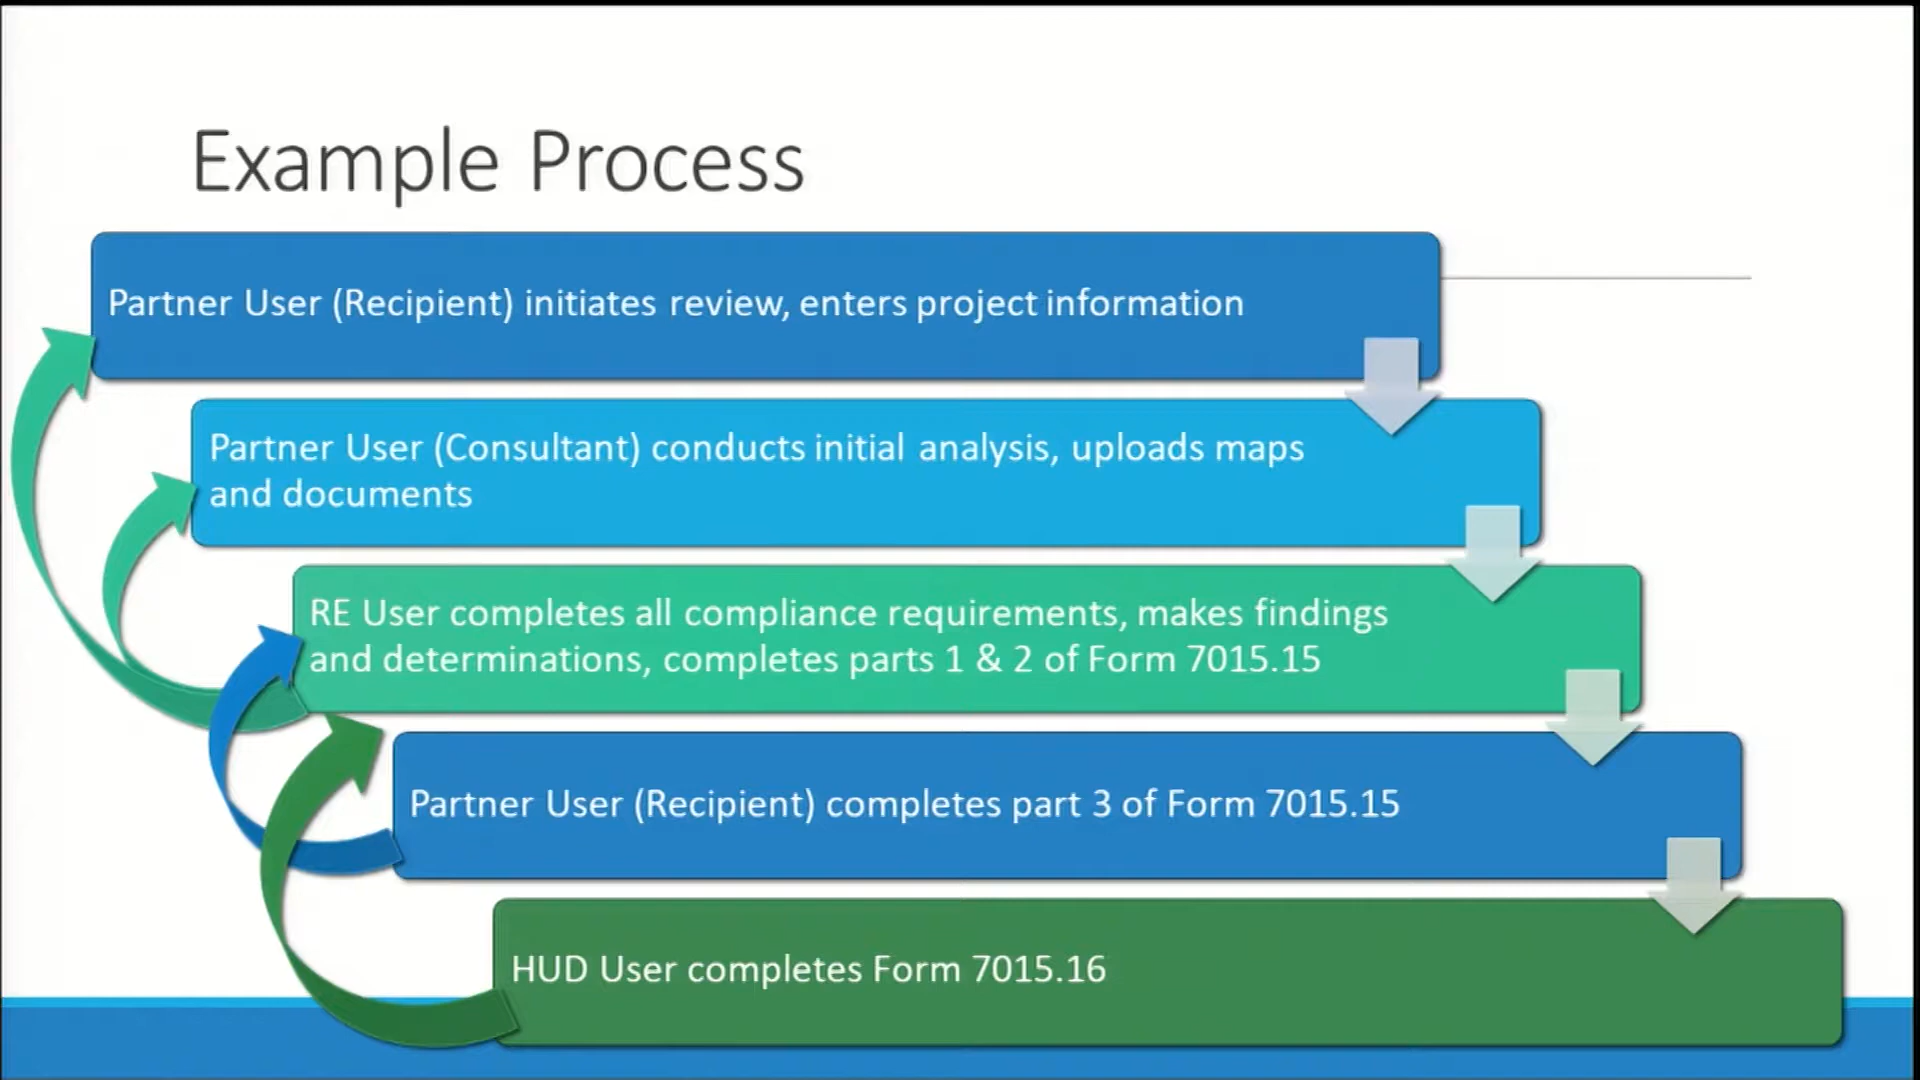 Example Process
Partner User (Recipient) initiates review, enters project information
Partner User (Consultant) conducts initial analysis, uploads maps
and documents
RE User completes all compliance requirements, makes findings
and determinations, completes parts 1 & 2 of Form 7015.15
Partner User (Recipient) completes part 3 of Form 7015.15
HUD User completes Form 7015.16